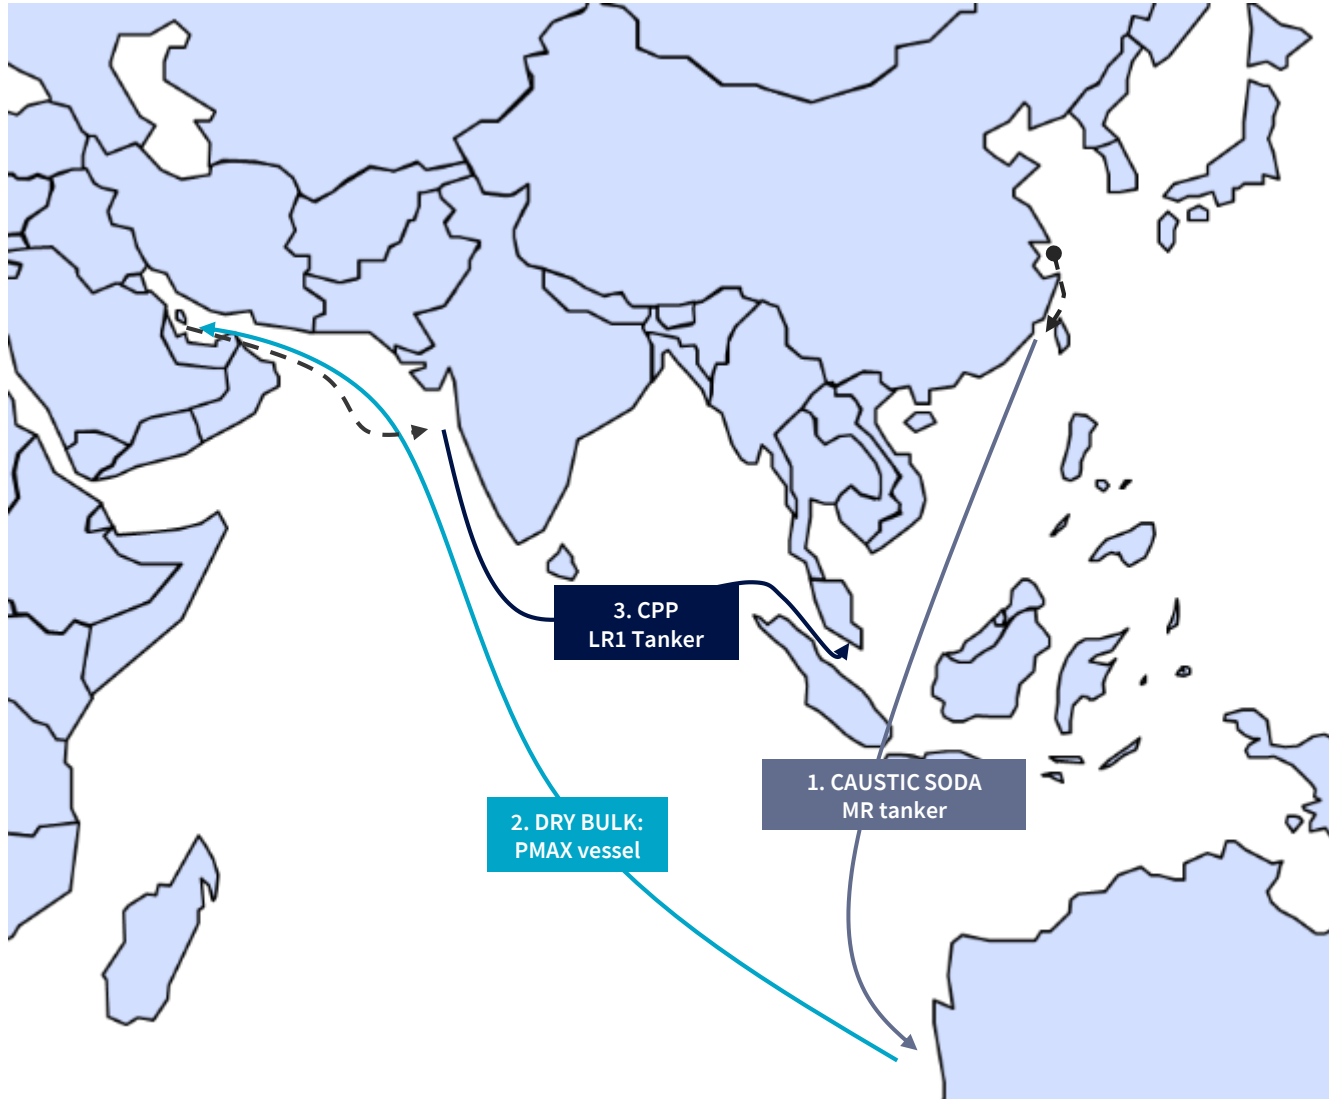 3. CPP
LR1 Tanker
1. CAUSTIC SODA
MR tanker
2. DRY BULK:
PMAX vessel